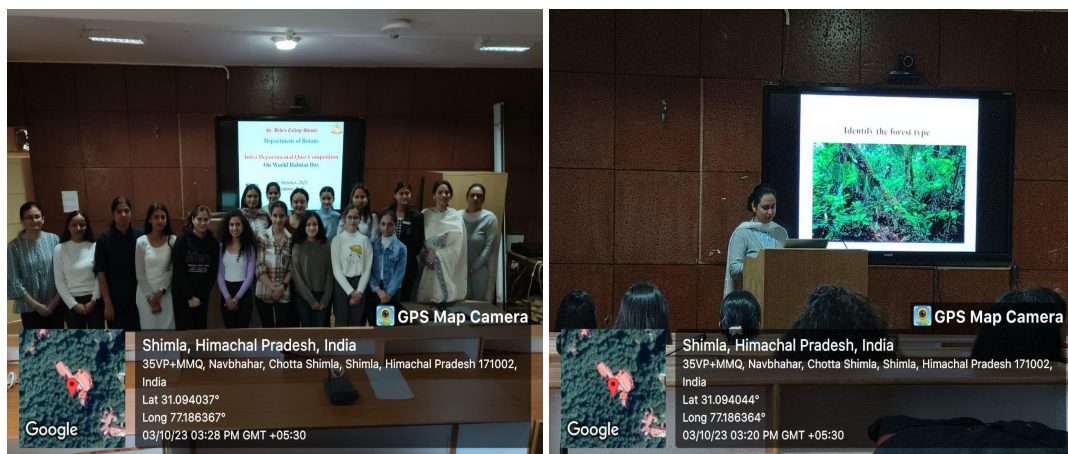 St. Bede's College Shimla
Department of Botany
Intra Departmental Quiz Competition
On World Habitat Day
October, 2023
GPS Map Camera
Shimla, Himachal Pradesh, India
35VP+MMQ, Navbhahar, Chotta Shimla, Shimla, Himachal Pradesh 171002,
India
Lat 31.094037°
Long 77.186367°
03/10/23 03:28 PM GMT +05:30
Google
Identify the forest type
GPS Map Camera
Shimla, Himachal Pradesh, India
35VP+MMQ, Navbhahar, Chotta Shimla, Shimla, Himachal Pradesh 171002,
India
Lat 31.094044°
Long 77.186364°
03/10/23 03:20 PM GMT +05:30
Google